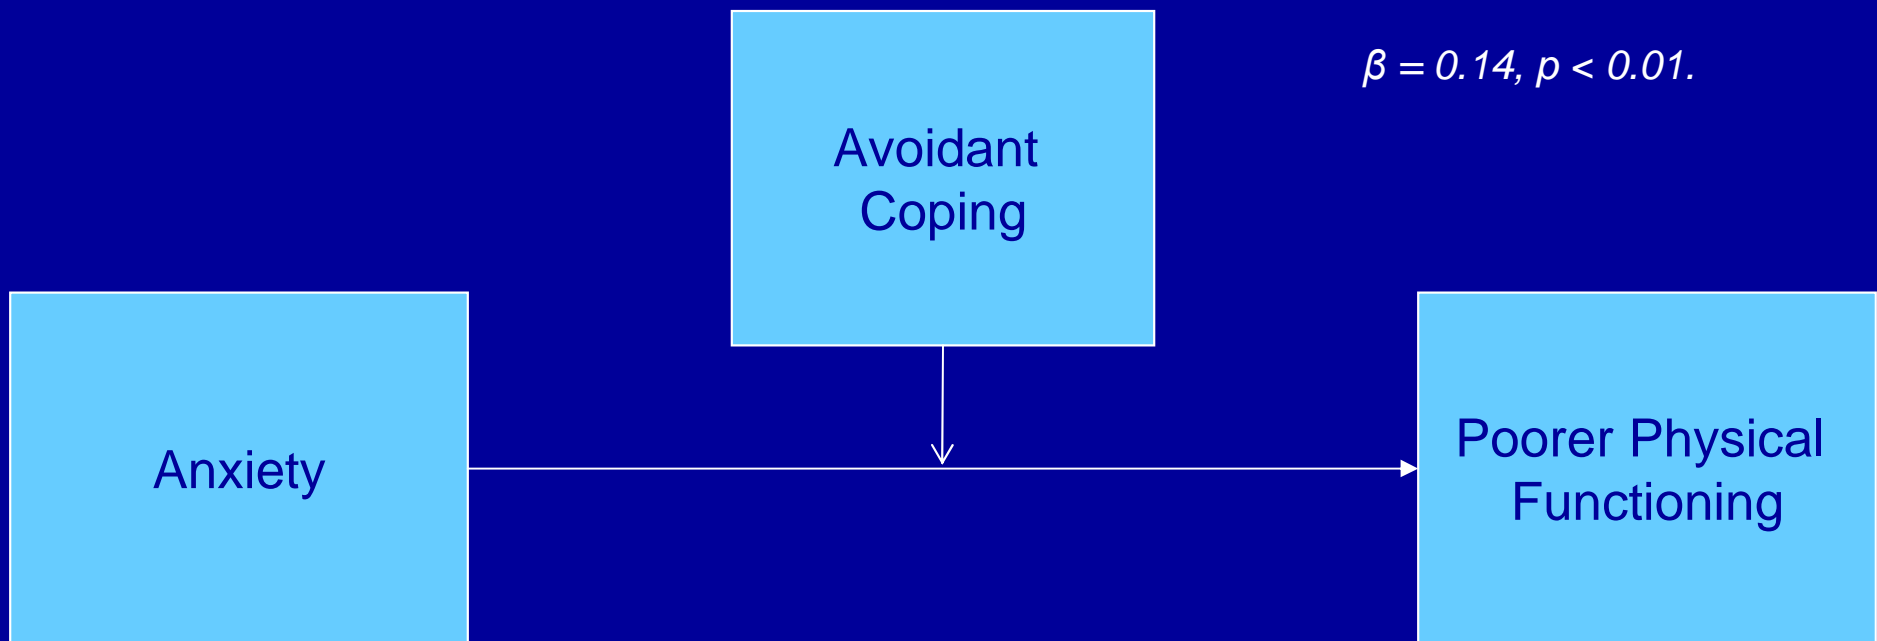 β = 0.14, p < 0.01.
Avoidant
Coping
Anxiety
Poorer Physical
Functioning